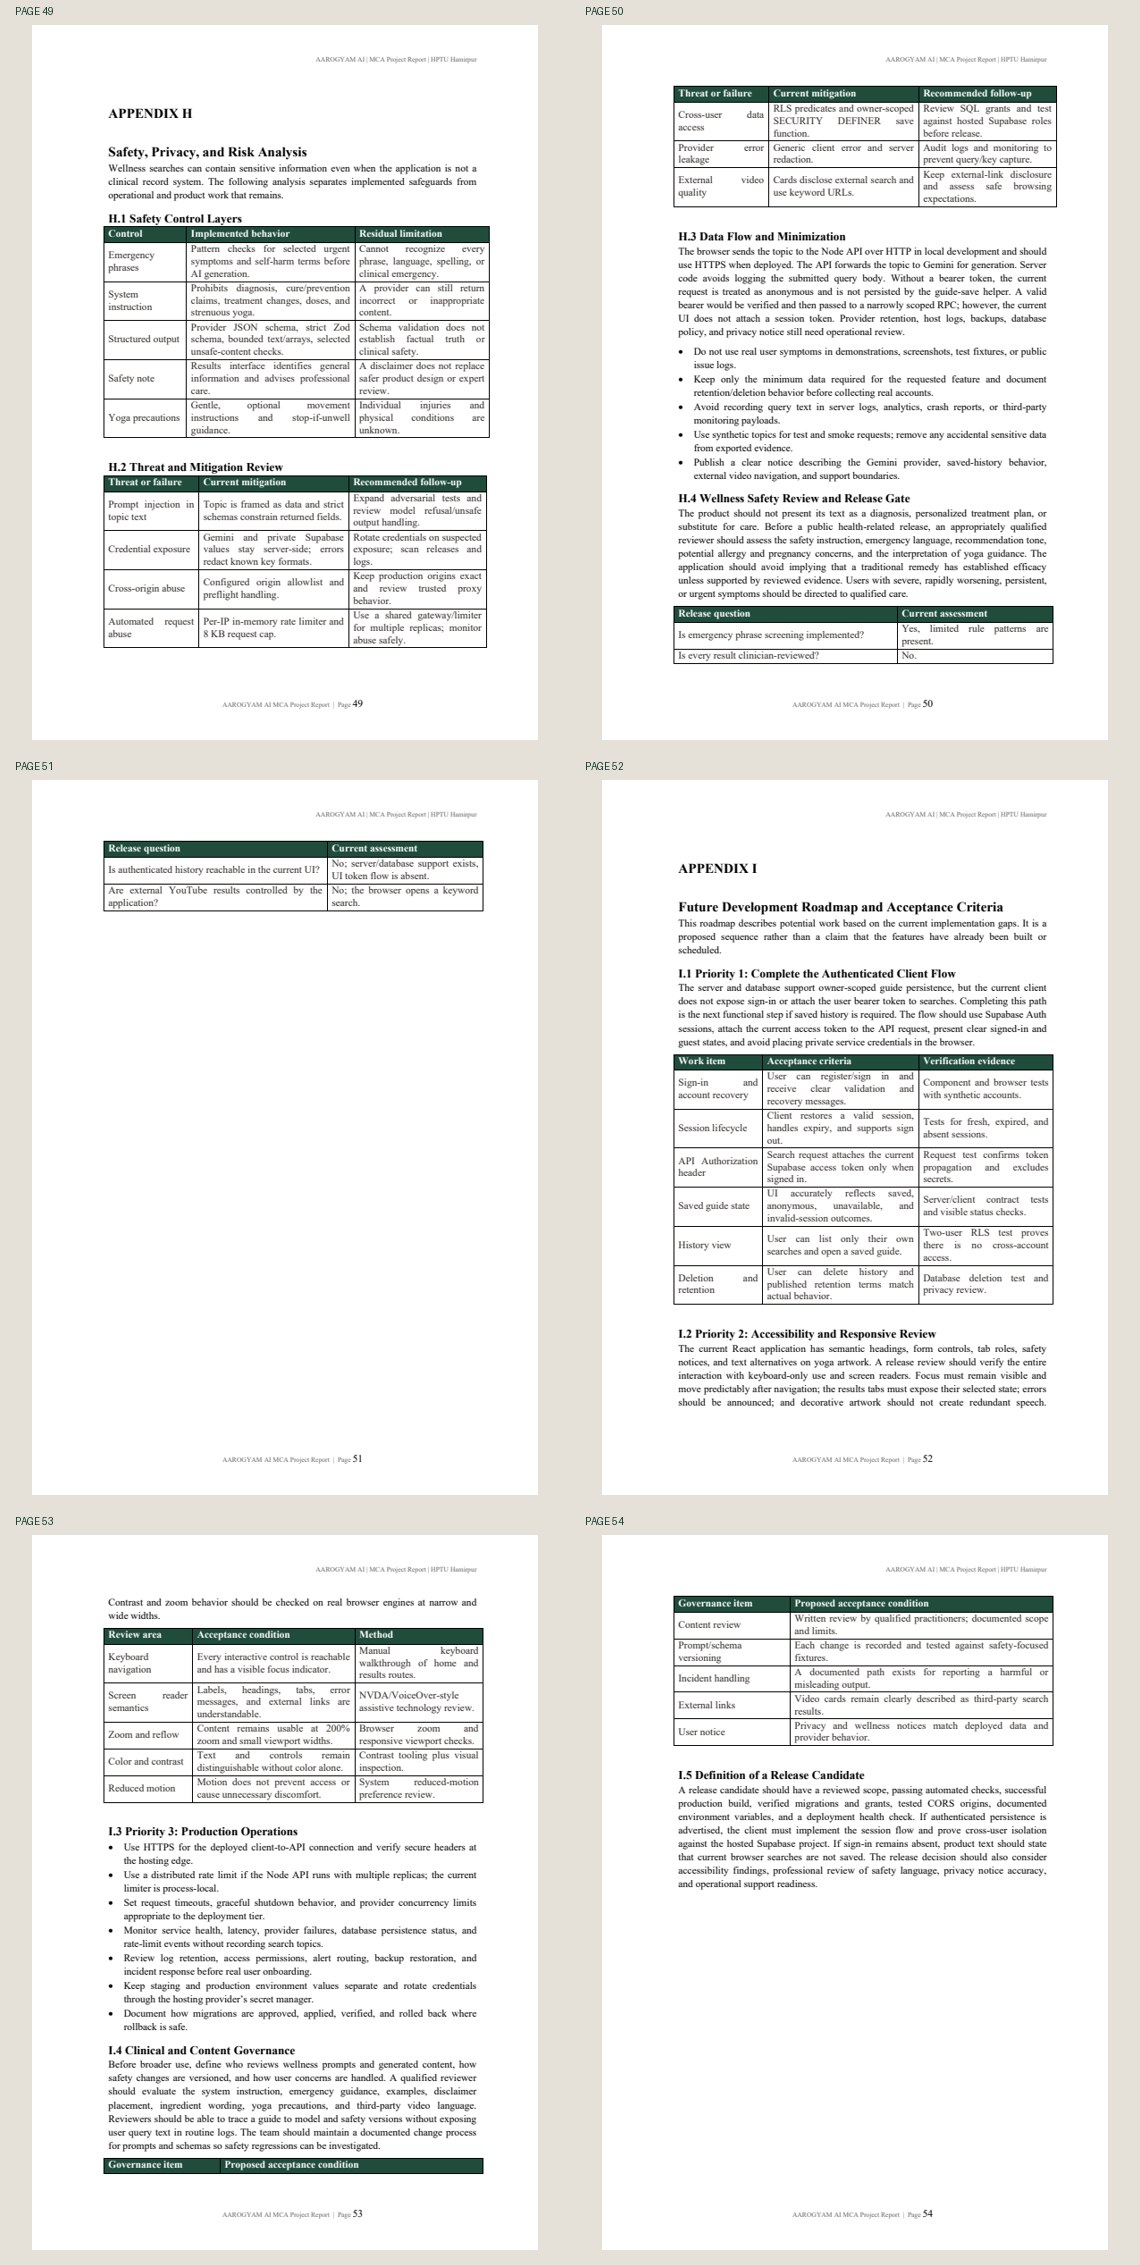 PAGE 49
AAROGYAM AI | MCA Project Report | HPTU Hamirpur
APPENDIX H
Safety, Privacy, and Risk Analysis
Wellness searches can contain sensitive information even when the application is not a
clinical record system. The following analysis separates implemented safeguards from
operational and product work that remains.
H.1 Safety Control Layers
Control Implemented behavior Residual limitation
Emergency phrases
Pattern checks for selected urgent symptoms and self-harm terms before AI generation.
Cannot recognize every phrase, language, spelling, or clinical emergency.
System instruction
Prohibits diagnosis, cure/prevention claims, treatment changes, doses, and strenuous yoga.
A provider can still return incorrect or inappropriate content.
Structured output
Provider JSON schema, strict Zod schema, bounded text/arrays, selected unsafe-content checks.
Schema validation does not establish factual truth or clinical safety.
Safety note
Results interface identifies general information and advises professional care.
A disclaimer does not replace safer product design or expert review.
Yoga precautions
Gentle, optional movement instructions and stop-if-unwell guidance.
Individual injuries and physical conditions are unknown.
H.2 Threat and Mitigation Review
Threat or failure Current mitigation Recommended follow-up
Prompt injection in topic text
Topic is framed as data and strict schemas constrain returned fields.
Expand adversarial tests and review model refusal/unsafe output handling.
Credential exposure
Gemini and private Supabase values stay server-side; errors redact known key formats.
Rotate credentials on suspected exposure; scan releases and logs.
Cross-origin abuse
Configured origin allowlist and preflight handling.
Keep production origins exact and review trusted proxy behavior.
Automated request abuse
Per-IP in-memory rate limiter and 8 KB request cap.
Use a shared gateway/limiter for multiple replicas; monitor abuse safely.
AAROGYAM AI MCA Project Report | Page 49
PAGE 50
AAROGYAM AI | MCA Project Report | HPTU Hamirpur
Threat or failure Current mitigation Recommended follow-up
Cross-user data access
RLS predicates and owner-scoped SECURITY DEFINER save function.
Review SQL grants and test against hosted Supabase roles before release.
Provider error leakage
Generic client error and server redaction.
Audit logs and monitoring to prevent query/key capture.
External video quality
Cards disclose external search and use keyword URLs.
Keep external-link disclosure and assess safe browsing expectations.
H.3 Data Flow and Minimization
The browser sends the topic to the Node API over HTTP in local development and should
use HTTPS when deployed. The API forwards the topic to Gemini for generation. Server
code avoids logging the submitted query body. Without a bearer token, the current
request is treated as anonymous and is not persisted by the guide-save helper. A valid
bearer would be verified and then passed to a narrowly scoped RPC; however, the current
UI does not attach a session token. Provider retention, host logs, backups, database
policy, and privacy notice still need operational review.
• Do not use real user symptoms in demonstrations, screenshots, test fixtures, or public
issue logs.
• Keep only the minimum data required for the requested feature and document
retention/deletion behavior before collecting real accounts.
• Avoid recording query text in server logs, analytics, crash reports, or third-party
monitoring payloads.
• Use synthetic topics for test and smoke requests; remove any accidental sensitive data
from exported evidence.
• Publish a clear notice describing the Gemini provider, saved-history behavior,
external video navigation, and support boundaries.
H.4 Wellness Safety Review and Release Gate
The product should not present its text as a diagnosis, personalized treatment plan, or
substitute for care. Before a public health-related release, an appropriately qualified
reviewer should assess the safety instruction, emergency language, recommendation tone,
potential allergy and pregnancy concerns, and the interpretation of yoga guidance. The
application should avoid implying that a traditional remedy has established efficacy
unless supported by reviewed evidence. Users with severe, rapidly worsening, persistent,
or urgent symptoms should be directed to qualified care.
Release question Current assessment
Is emergency phrase screening implemented?
Yes, limited rule patterns are present.
Is every result clinician-reviewed? No.
AAROGYAM AI MCA Project Report | Page 50
PAGE 51
AAROGYAM AI | MCA Project Report | HPTU Hamirpur
Release question Current assessment
Is authenticated history reachable in the current UI?
No; server/database support exists, UI token flow is absent.
Are external YouTube results controlled by the application?
No; the browser opens a keyword search.
AAROGYAM AI MCA Project Report | Page 51
PAGE 52
AAROGYAM AI | MCA Project Report | HPTU Hamirpur
APPENDIX I
Future Development Roadmap and Acceptance Criteria
This roadmap describes potential work based on the current implementation gaps. It is a
proposed sequence rather than a claim that the features have already been built or
scheduled.
I.1 Priority 1: Complete the Authenticated Client Flow
The server and database support owner-scoped guide persistence, but the current client
does not expose sign-in or attach the user bearer token to searches. Completing this path
is the next functional step if saved history is required. The flow should use Supabase Auth
sessions, attach the current access token to the API request, present clear signed-in and
guest states, and avoid placing private service credentials in the browser.
Work item Acceptance criteria Verification evidence
Sign-in and account recovery
User can register/sign in and receive clear validation and recovery messages.
Component and browser tests with synthetic accounts.
Session lifecycle
Client restores a valid session, handles expiry, and supports sign out.
Tests for fresh, expired, and absent sessions.
API Authorization header
Search request attaches the current Supabase access token only when signed in.
Request test confirms token propagation and excludes secrets.
Saved guide state
UI accurately reflects saved, anonymous, unavailable, and invalid-session outcomes.
Server/client contract tests and visible status checks.
History view
User can list only their own searches and open a saved guide.
Two-user RLS test proves there is no cross-account access.
Deletion and retention
User can delete history and published retention terms match actual behavior.
Database deletion test and privacy review.
I.2 Priority 2: Accessibility and Responsive Review
The current React application has semantic headings, form controls, tab roles, safety
notices, and text alternatives on yoga artwork. A release review should verify the entire
interaction with keyboard-only use and screen readers. Focus must remain visible and
move predictably after navigation; the results tabs must expose their selected state; errors
should be announced; and decorative artwork should not create redundant speech.
AAROGYAM AI MCA Project Report | Page 52
PAGE 53
AAROGYAM AI | MCA Project Report | HPTU Hamirpur
Contrast and zoom behavior should be checked on real browser engines at narrow and
wide widths.
Review area Acceptance condition Method
Keyboard navigation
Every interactive control is reachable and has a visible focus indicator.
Manual keyboard walkthrough of home and results routes.
Screen reader semantics
Labels, headings, tabs, error messages, and external links are understandable.
NVDA/VoiceOver-style assistive technology review.
Zoom and reflow
Content remains usable at 200% zoom and small viewport widths.
Browser zoom and responsive viewport checks.
Color and contrast
Text and controls remain distinguishable without color alone.
Contrast tooling plus visual inspection.
Reduced motion
Motion does not prevent access or cause unnecessary discomfort.
System reduced-motion preference review.
I.3 Priority 3: Production Operations
• Use HTTPS for the deployed client-to-API connection and verify secure headers at
the hosting edge.
• Use a distributed rate limit if the Node API runs with multiple replicas; the current
limiter is process-local.
• Set request timeouts, graceful shutdown behavior, and provider concurrency limits
appropriate to the deployment tier.
• Monitor service health, latency, provider failures, database persistence status, and
rate-limit events without recording search topics.
• Review log retention, access permissions, alert routing, backup restoration, and
incident response before real user onboarding.
• Keep staging and production environment values separate and rotate credentials
through the hosting provider's secret manager.
• Document how migrations are approved, applied, verified, and rolled back where
rollback is safe.
I.4 Clinical and Content Governance
Before broader use, define who reviews wellness prompts and generated content, how
safety changes are versioned, and how user concerns are handled. A qualified reviewer
should evaluate the system instruction, emergency guidance, examples, disclaimer
placement, ingredient wording, yoga precautions, and third-party video language.
Reviewers should be able to trace a guide to model and safety versions without exposing
user query text in routine logs. The team should maintain a documented change process
for prompts and schemas so safety regressions can be investigated.
Governance item Proposed acceptance condition
AAROGYAM AI MCA Project Report | Page 53
PAGE 54
AAROGYAM AI | MCA Project Report | HPTU Hamirpur
Governance item Proposed acceptance condition
Content review
Written review by qualified practitioners; documented scope and limits.
Prompt/schema versioning
Each change is recorded and tested against safety-focused fixtures.
Incident handling
A documented path exists for reporting a harmful or misleading output.
External links
Video cards remain clearly described as third-party search results.
User notice
Privacy and wellness notices match deployed data and provider behavior.
I.5 Definition of a Release Candidate
A release candidate should have a reviewed scope, passing automated checks, successful
production build, verified migrations and grants, tested CORS origins, documented
environment variables, and a deployment health check. If authenticated persistence is
advertised, the client must implement the session flow and prove cross-user isolation
against the hosted Supabase project. If sign-in remains absent, product text should state
that current browser searches are not saved. The release decision should also consider
accessibility findings, professional review of safety language, privacy notice accuracy,
and operational support readiness.
AAROGYAM AI MCA Project Report | Page 54